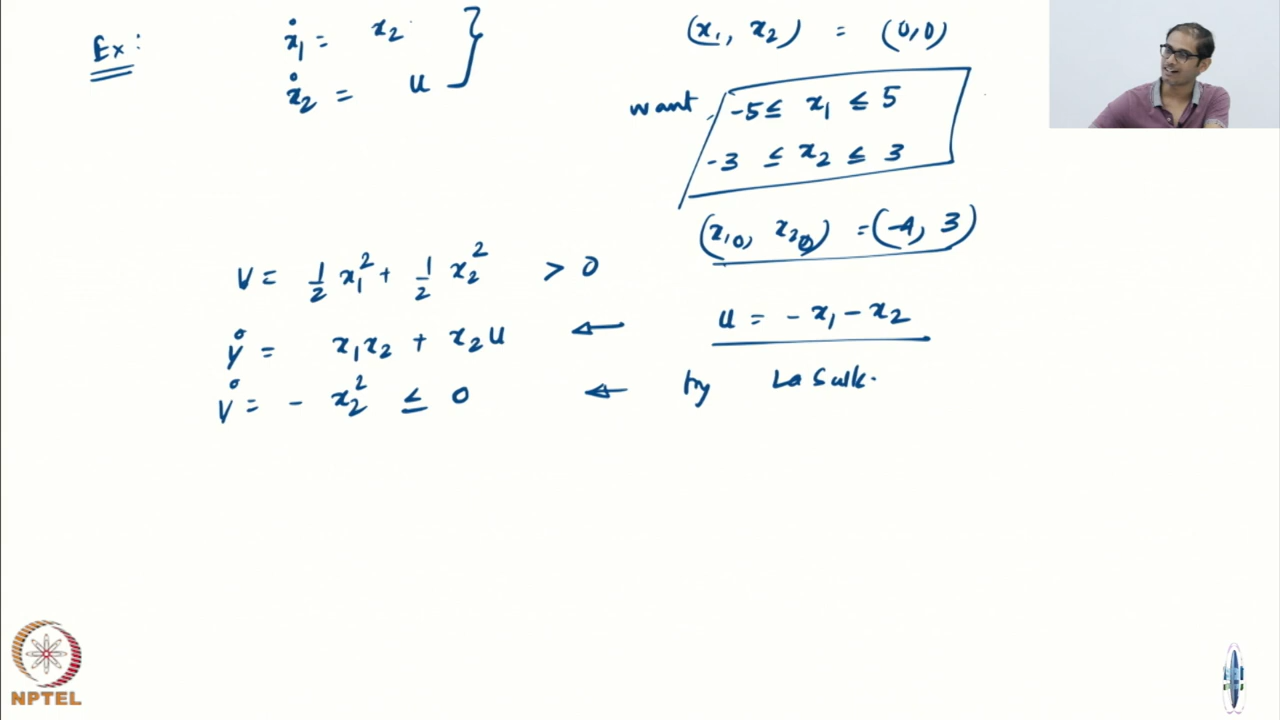 Ex:
ẋ₁ = x₂
ẋ₂ = u }
(x₁, x₂) = (0,0)
want
-5 ≤ x₁ ≤ 5
-3 ≤ x₂ ≤ 3
(x₁₀, x₂₀) = (-4, 3)
V = ½ x₁² + ½ x₂² > 0
V̇ = x₁x₂ + x₂u ← u = -x₁ - x₂
V̇ = - x₂² ≤ 0 ← by LaSalle.
NPTEL